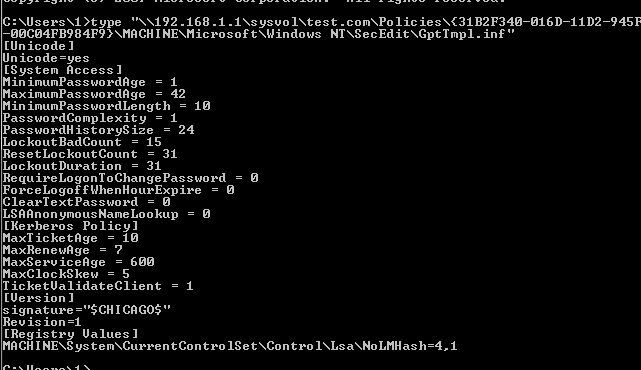 C:\Users\1>type "\\192.168.1.1\sysvol\test.com\Policies\{31B2F340-016D-11D2-945F
-00C04FB984F9}\MACHINE\Microsoft\Windows NT\SecEdit\GptTmpl.inf"
[Unicode]
Unicode=yes
[System Access]
MinimumPasswordAge = 1
MaximumPasswordAge = 42
MinimumPasswordLength = 10
PasswordComplexity = 1
PasswordHistorySize = 24
LockoutBadCount = 15
ResetLockoutCount = 31
LockoutDuration = 31
RequireLogonToChangePassword = 0
ForceLogoffWhenHourExpire = 0
ClearTextPassword = 0
LSAAnonymousNameLookup = 0
[Kerberos Policy]
MaxTicketAge = 10
MaxRenewAge = 7
MaxServiceAge = 600
MaxClockSkew = 5
TicketValidateClient = 1
[Version]
signature="$CHICAGO$"
Revision=1
[Registry Values]
MACHINE\System\CurrentControlSet\Control\Lsa\NoLMHash=4,1
C:\Users\1\